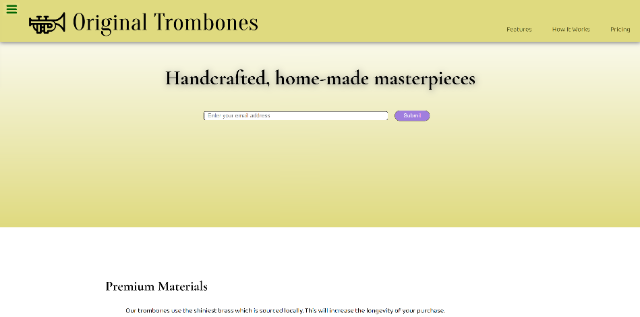 Original Trombones
Features
How It Works
Pricing
Handcrafted, home-made masterpieces
Enter your email address
Submit
Premium Materials
Our trombones use the shiniest brass which is sourced locally. This will increase the longevity of your purchase.